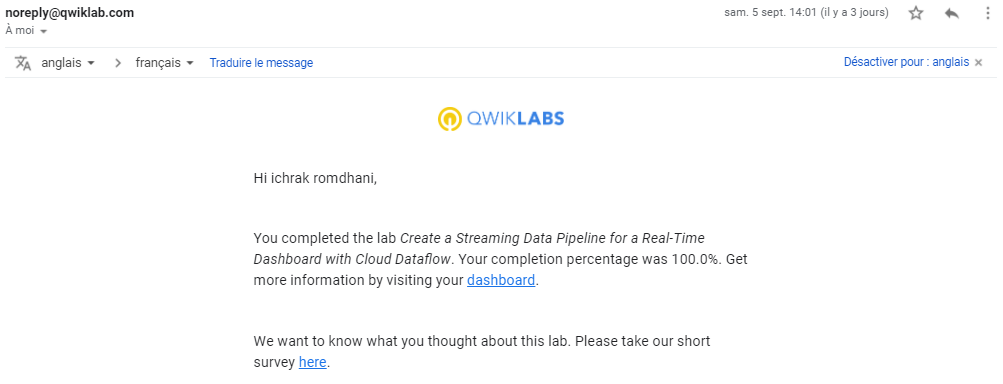 noreply@qwiklab.com
sam. 5 sept. 14:01 (il y a 3 jours)
À moi
anglais > français Traduire le message
Désactiver pour : anglais ×
QWIKLABS
Hi ichrak romdhani,
You completed the lab Create a Streaming Data Pipeline for a Real-Time
Dashboard with Cloud Dataflow. Your completion percentage was 100.0%. Get
more information by visiting your dashboard.
We want to know what you thought about this lab. Please take our short
survey here.